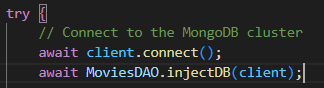 try {
// Connect to the MongoDB cluster
await client.connect();
await MoviesDAO.injectDB(client);